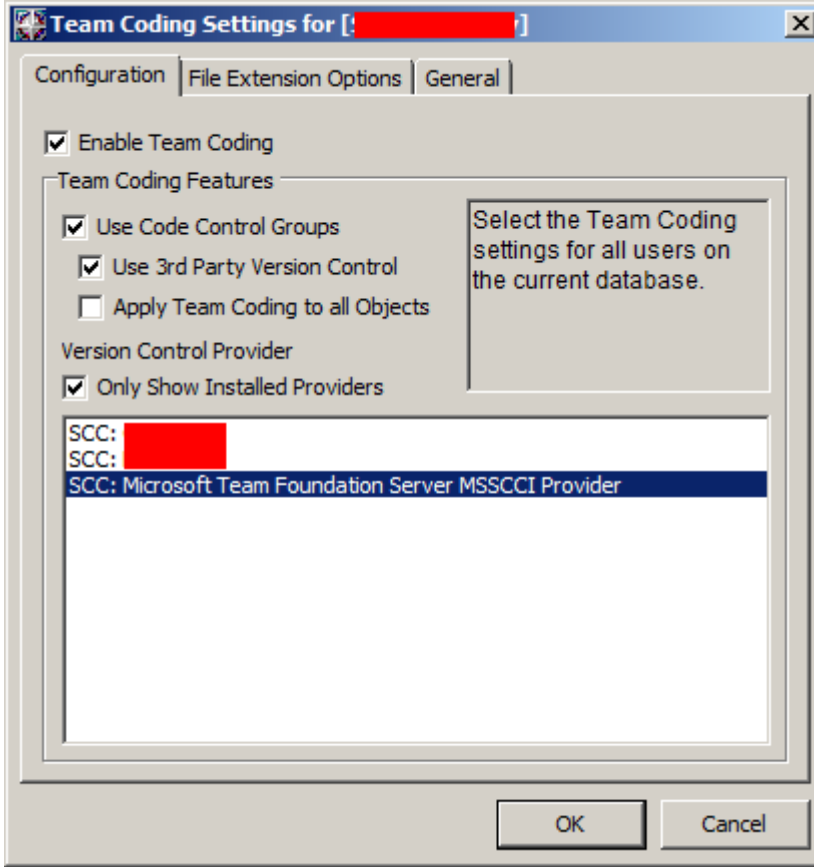 Team Coding Settings for [
]
Configuration
File Extension Options
General
Enable Team Coding
Team Coding Features
Use Code Control Groups
Use 3rd Party Version Control
Apply Team Coding to all Objects
Select the Team Coding
settings for all users on
the current database.
Version Control Provider
Only Show Installed Providers
SCC:
SCC:
SCC: Microsoft Team Foundation Server MSSCCI Provider
OK
Cancel